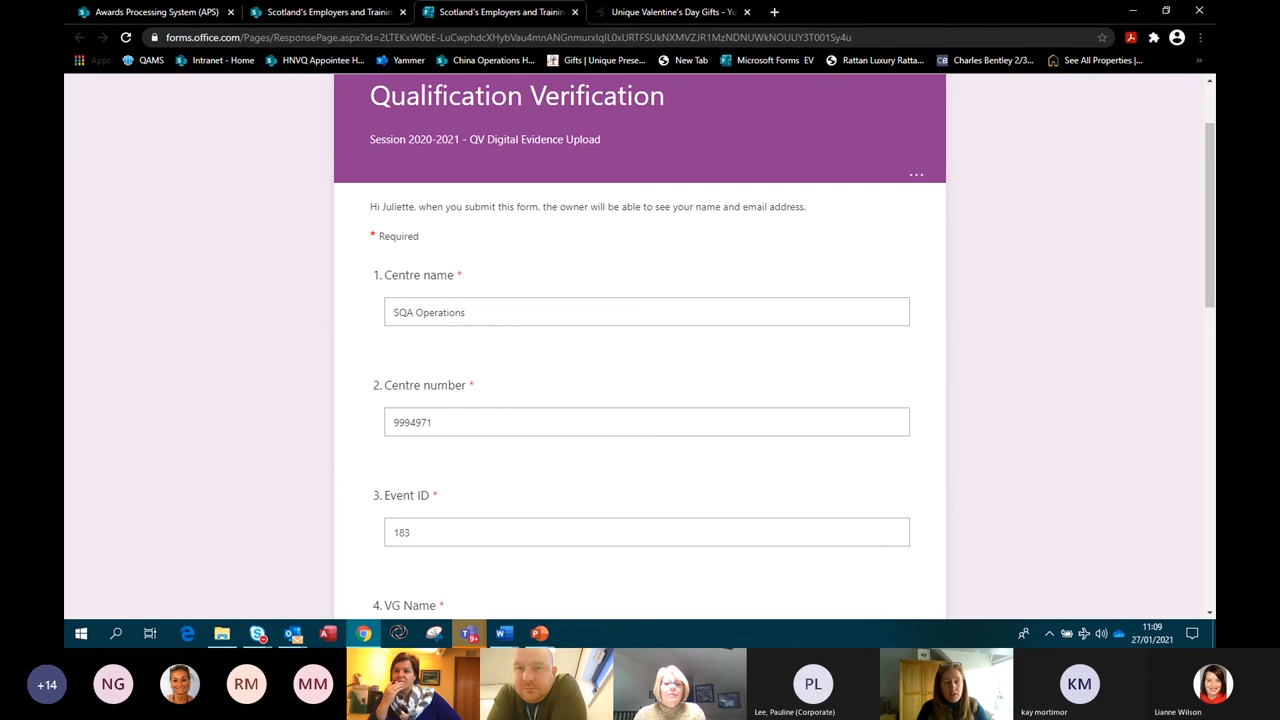 Awards Processing System (APS)
Scotland's Employers and Trainin
Scotland's Employers and Trainin
Unique Valentine's Day Gifts - Yu
forms.office.com/Pages/ResponsePage.aspx?id=
Apps
QAMS
Intranet - Home
HNVQ Appointee H...
Yammer
China Operations H...
Gifts | Unique Prese...
New Tab
Microsoft Forms EV
Rattan Luxury Ratta...
Charles Bentley 2/3...
See All Properties |...
Qualification Verification
Session 2020-2021 - QV Digital Evidence Upload
Hi Juliette, when you submit this form, the owner will be able to see your name and email address.
* Required
1. Centre name *
SQA Operations
2. Centre number *
9994971
3. Event ID *
183
4. VG Name *
11:09
27/01/2021
+14
NG
RM
MM
PL
Lee, Pauline (Corporate)
KM
kay mortimor
Lianne Wilson